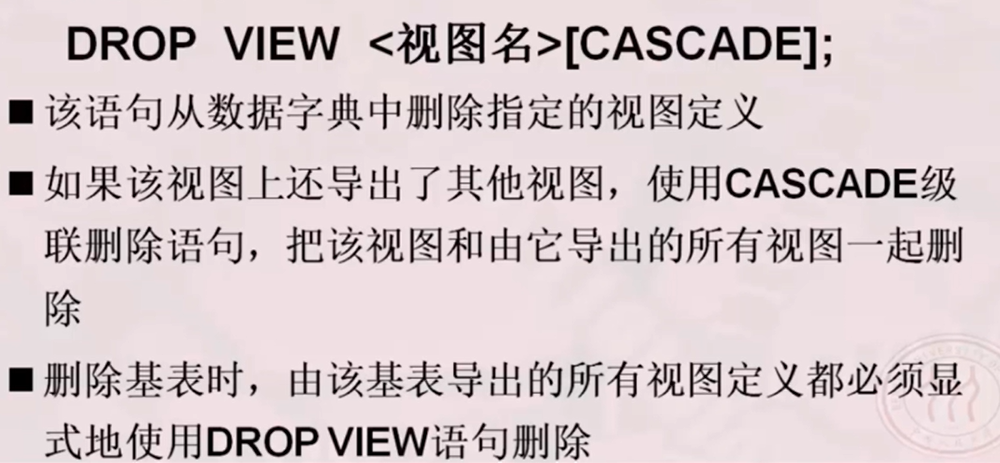 DROP VIEW <视图名>[CASCADE];
■ 该语句从数据字典中删除指定的视图定义
■ 如果该视图上还导出了其他视图，使用CASCADE级
联删除语句，把该视图和由它导出的所有视图一起删
除
■ 删除基表时，由该基表导出的所有视图定义都必须显
式地使用DROP VIEW语句删除